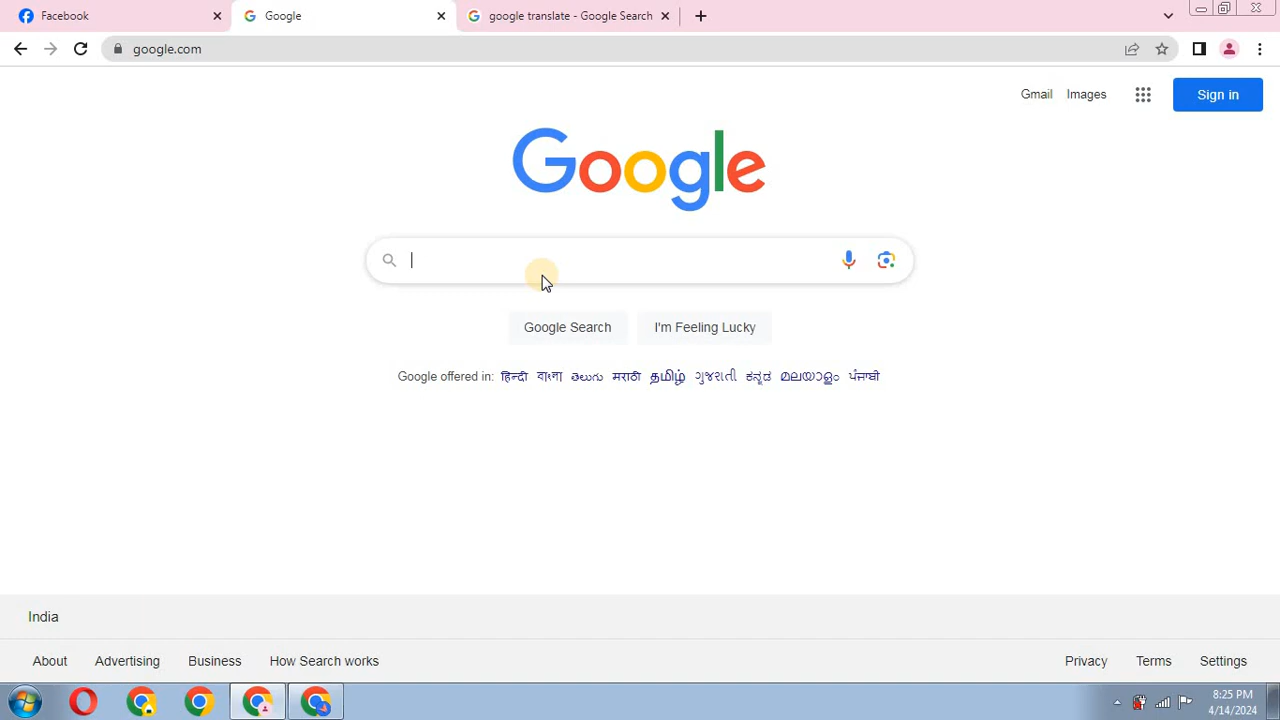 Facebook
Google
google translate - Google Search
google.com
Gmail Images Sign in
Google
Google Search I'm Feeling Lucky
Google offered in: हिन्दी বাংলা తెలుగు मराठी தமிழ் ગુજરાતી ಕನ್ನಡ മലയാളം ਪੰਜਾਬੀ
India
About Advertising Business How Search works Privacy Terms Settings
8:25 PM
4/14/2024